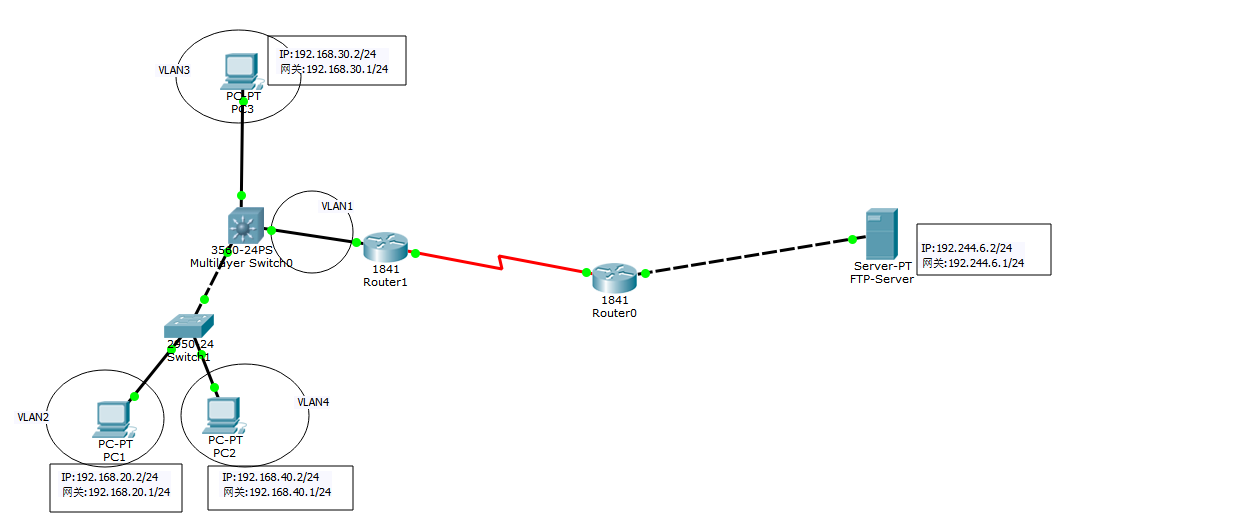 VLAN3
IP:192.168.30.2/24
网关:192.168.30.1/24
PC-PT
PC3
VLAN1
3560-24PS
Multilayer Switch0
1841
Router1
1841
Router0
Server-PT
FTP-Server
IP:192.244.6.2/24
网关:192.244.6.1/24
2950-24
Switch1
VLAN2
PC-PT
PC1
VLAN4
PC-PT
PC2
IP:192.168.20.2/24
网关:192.168.20.1/24
IP:192.168.40.2/24
网关:192.168.40.1/24